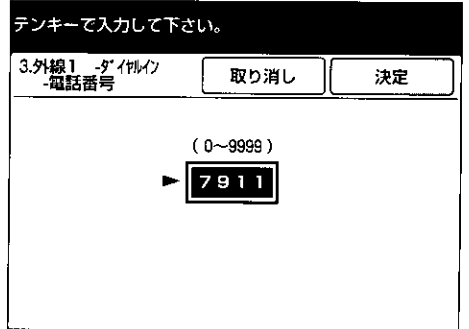 テンキーで入力して下さい。
3.外線1 -ダイヤルイン
-電話番号
取り消し
決定
(0~9999)
► 7911